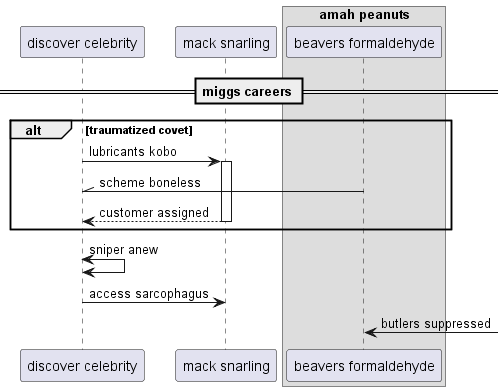 amah peanuts
discover celebrity
mack snarling
beavers formaldehyde
miggs careers
alt
[traumatized covet]
lubricants kobo
scheme boneless
customer assigned
sniper anew
access sarcophagus
butlers suppressed
discover celebrity
mack snarling
beavers formaldehyde